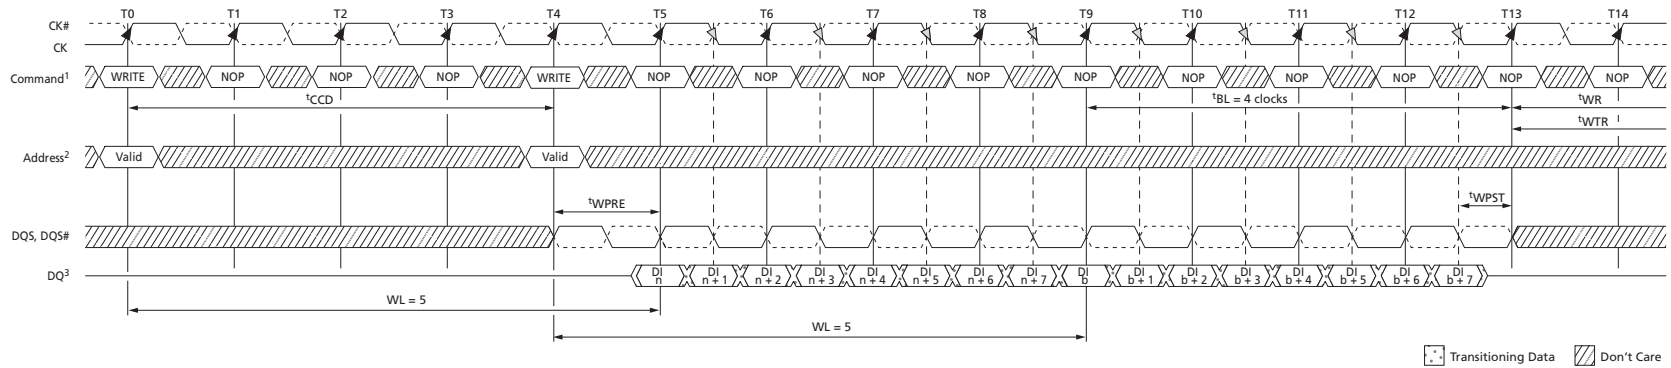 T0 T1 T2 T3 T4 T5 T6 T7 T8 T9 T10 T11 T12 T13 T14
CK#
CK
Command1 WRITE NOP NOP NOP WRITE NOP NOP NOP NOP NOP NOP NOP NOP NOP NOP
tCCD tBL = 4 clocks tWR
tWTR
Address2 Valid Valid
tWPRE tWPST
DQS, DQS#
DQ3 DI n DI n + 1 DI n + 2 DI n + 3 DI n + 4 DI n + 5 DI n + 6 DI n + 7 DI b DI b + 1 DI b + 2 DI b + 3 DI b + 4 DI b + 5 DI b + 6 DI b + 7
WL = 5
WL = 5
Transitioning Data Don't Care